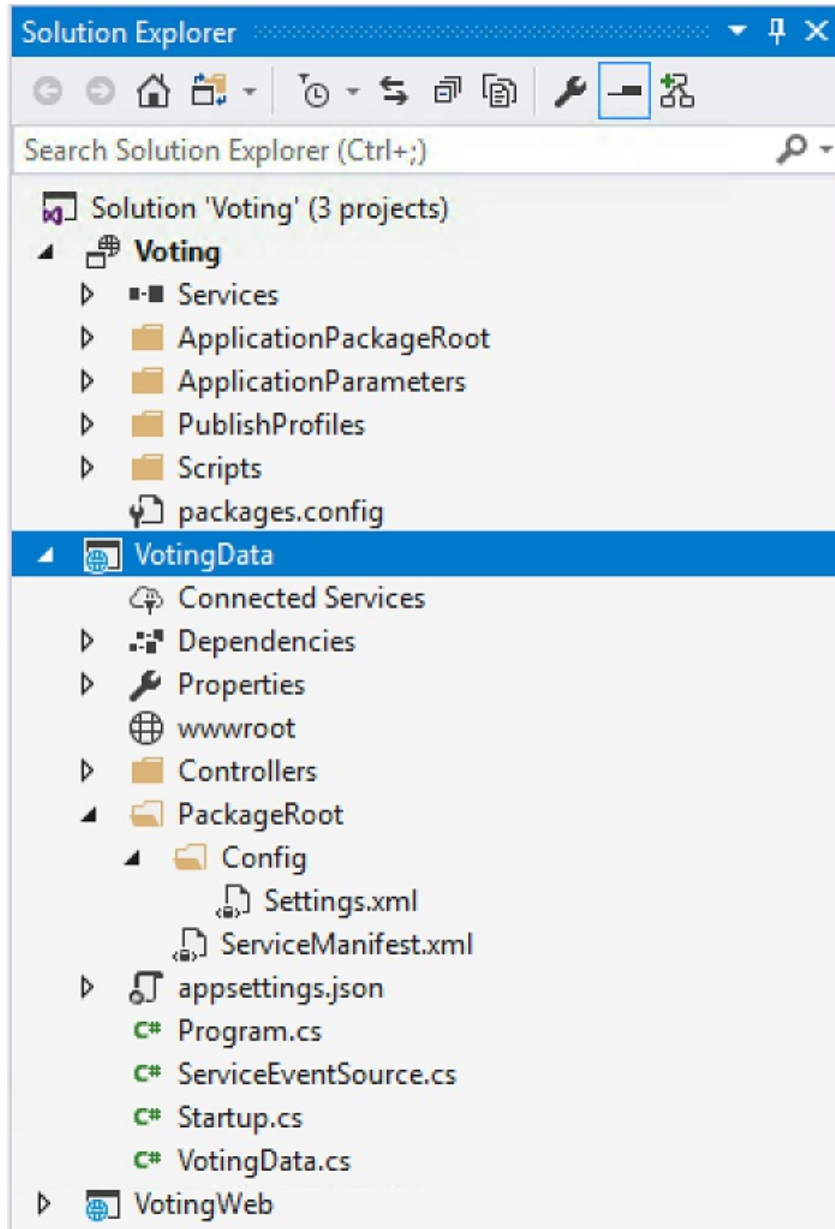 Solution Explorer
Search Solution Explorer (Ctrl+;)
Solution 'Voting' (3 projects)
Voting
Services
ApplicationPackageRoot
ApplicationParameters
PublishProfiles
Scripts
packages.config
VotingData
Connected Services
Dependencies
Properties
wwwroot
Controllers
PackageRoot
Config
Settings.xml
ServiceManifest.xml
appsettings.json
C# Program.cs
C# ServiceEventSource.cs
C# Startup.cs
C# VotingData.cs
VotingWeb